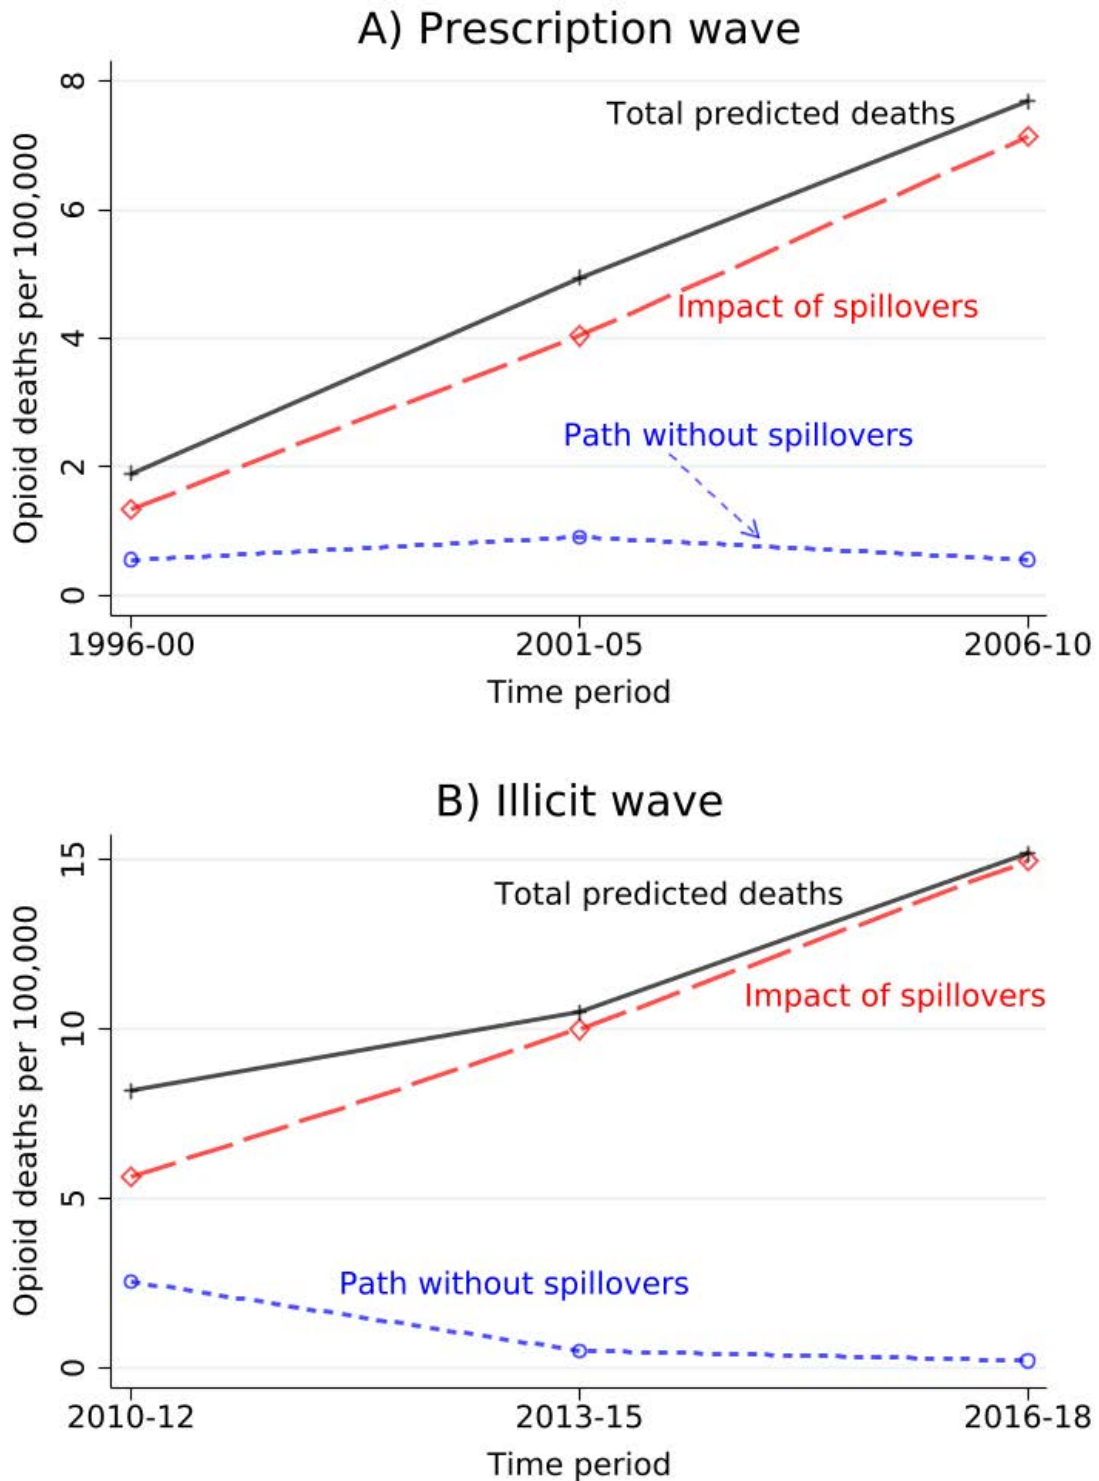 A) Prescription wave
Opioid deaths per 100,000
8
6
4
2
0
Total predicted deaths
Impact of spillovers
Path without spillovers
1996-00
2001-05
2006-10
Time period
B) Illicit wave
Opioid deaths per 100,000
15
10
5
0
Total predicted deaths
Impact of spillovers
Path without spillovers
2010-12
2013-15
2016-18
Time period